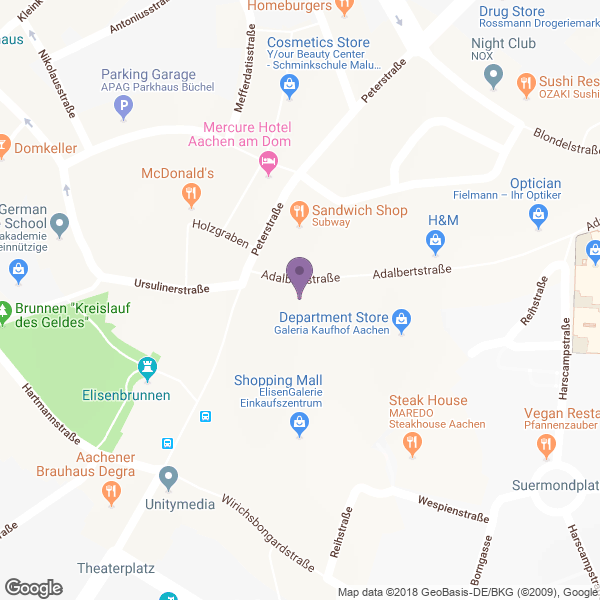 Homeburgers
Drug Store
Rossmann Drogeriemark
Kleink
Antoniusstraße
haus
Nikolausstraße
Mefferdatisstraße
Cosmetics Store
Y/our Beauty Center
- Schminkschule Malu...
Night Club
NOX
Parking Garage
APAG Parkhaus Büchel
Peterstraße
Sushi Res
OZAKI Sushi
Mercure Hotel
Aachen am Dom
Blondelstraße
Domkeller
McDonald's
Optician
Fielmann – Ihr Optiker
German
e School
akademie
einnützige
Holzgraben
Peterstraße
Sandwich Shop
Subway
H&M
Ad
Ursulinerstraße
Adalbertstraße
Adalbertstraße
Reihstraße
Harscampstraße
Brunnen "Kreislauf
des Geldes"
Department Store
Galeria Kaufhof Aachen
Elisenbrunnen
Shopping Mall
ElisenGalerie
Einkaufszentrum
Hartmannstraße
Steak House
MAREDO
Steakhouse Aachen
Vegan Resta
Pfannenzauber
Aachener
Brauhaus Degra
Unitymedia
Suermondtplat
Wirichsbongardstraße
Wespienstraße
Reihstraße
Borngasse
Harscampstr
Theaterplatz
Google
Map data ©2018 GeoBasis-DE/BKG (©2009), Google